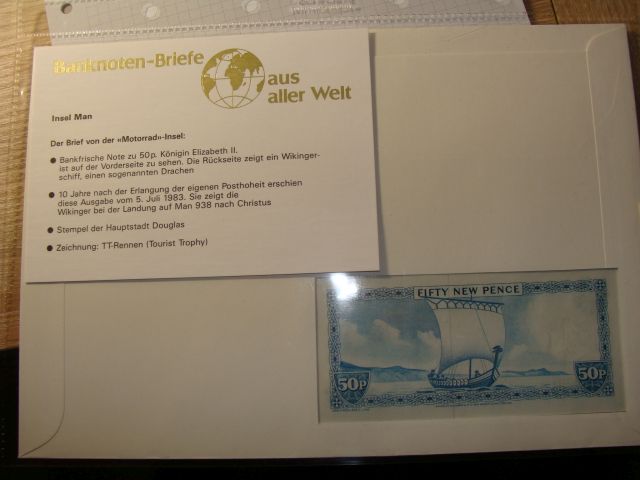 Banknoten-Briefe
aus
aller Welt
Insel Man
Der Brief von der «Motorrad»-Insel:
● Bankfrische Note zu 50p. Königin Elizabeth II.
ist auf der Vorderseite zu sehen. Die Rückseite zeigt ein Wikinger-
schiff, einen sogenannten Drachen
● 10 Jahre nach der Erlangung der eigenen Posthoheit erschien
diese Ausgabe vom 5. Juli 1983. Sie zeigt die
Wikinger bei der Landung auf Man 938 nach Christus
● Stempel der Hauptstadt Douglas
● Zeichnung: TT-Rennen (Tourist Trophy)
FIFTY NEW PENCE
50p
50p